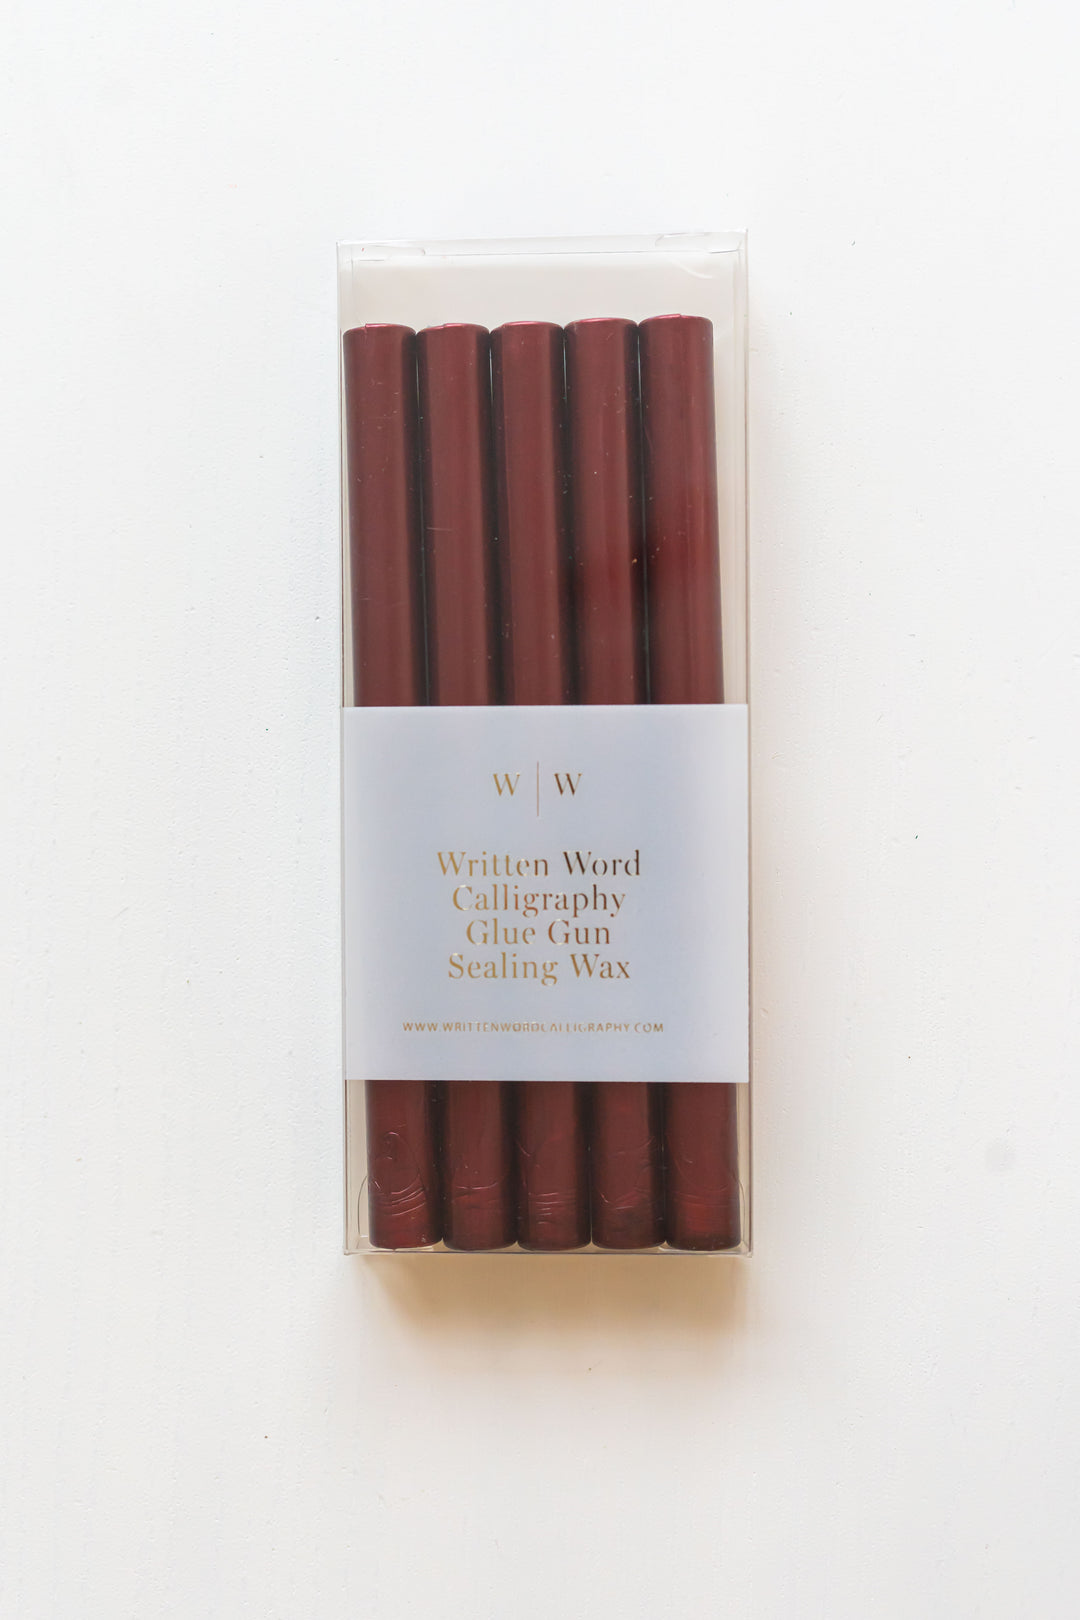 W | W
Written Word
Calligraphy
Glue Gun
Sealing Wax
WWW.WRITTENWORDCALLIGRAPHY.COM